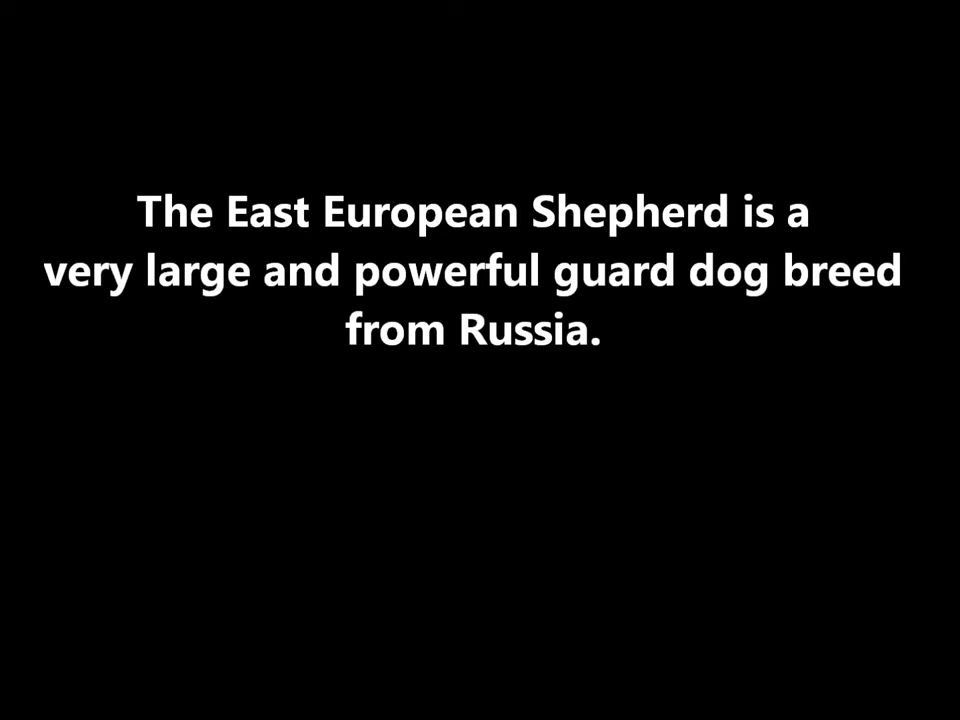 The East European Shepherd is a
very large and powerful guard dog breed
from Russia.